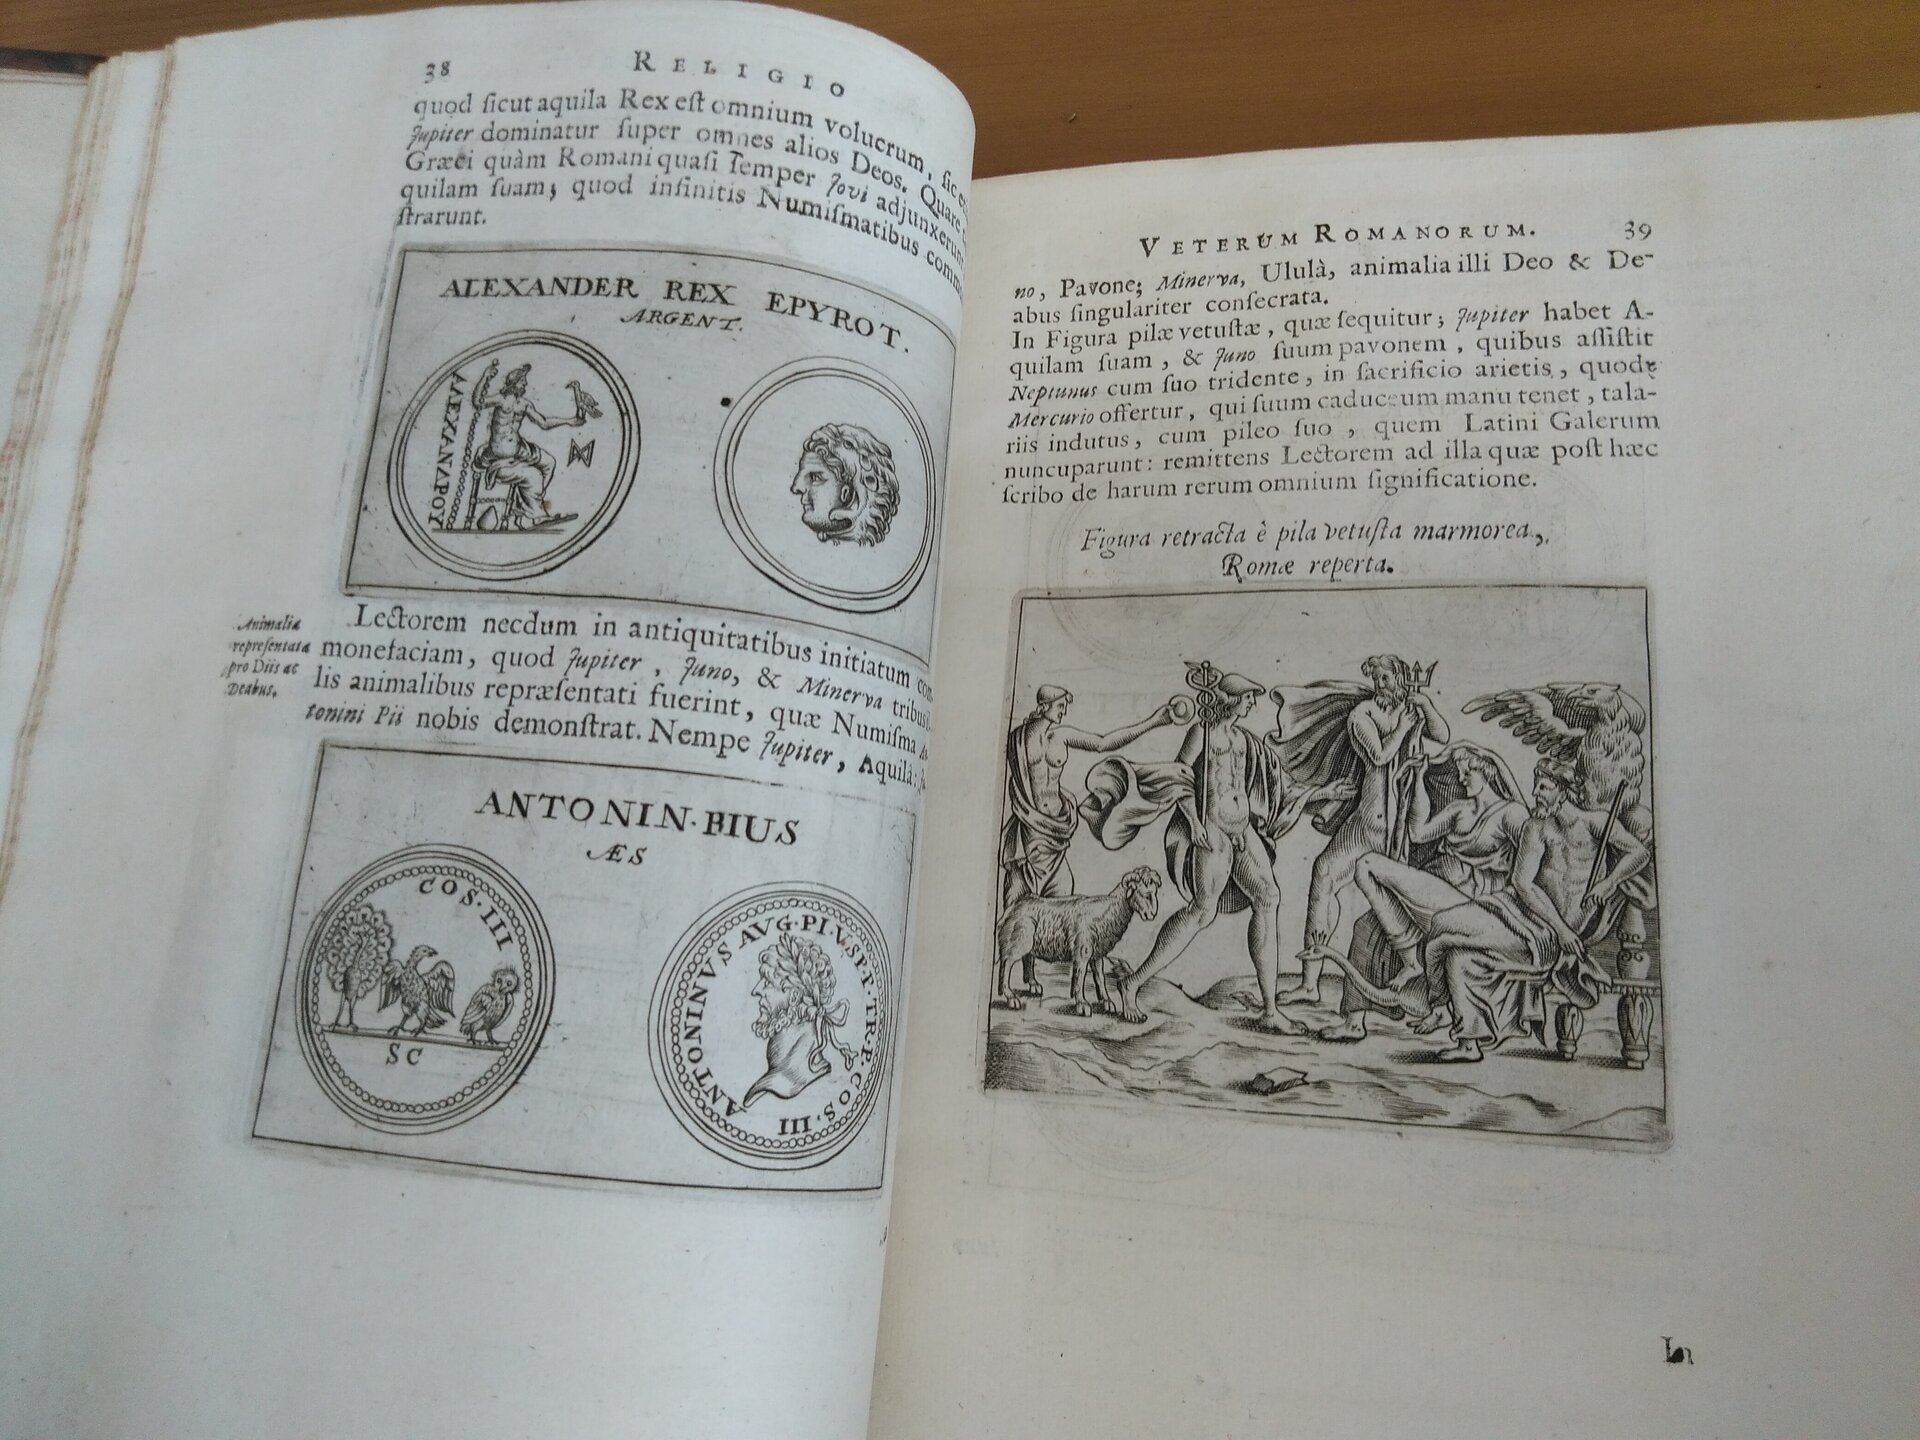 38 RELIGIO
quod ſicut aquila Rex eſt omnium volucrum, ſic
Jupiter dominatur ſuper omnes alios Deos. Quare
Græci quàm Romani quaſi ſemper Jovi adjunxerunt
quilam ſuam; quod infinitis Numiſmatibus
ſtrarunt.
ALEXANDER REX EPYROT.
ARGENT.
ΑΛΕΧΑΝΔΡΟΥ
Animalia
repreſentata
pro Diis ac
Deabus.
Lectorem necdum in antiquitatibus initiatum
monefaciam, quod Jupiter, Juno, & Minerva tribus
lis animalibus repræſentati fuerint, quæ Numiſma
tonini Pii nobis demonſtrat. Nempe Jupiter, Aquilâ:
ANTONIN·PIUS
ÆS
COS·III
SC
ANTONINVS AVG·PIVS P·P·TR·P·COS·III
VETERUM ROMANORUM. 39
no, Pavone; Minerva, Ululà, animalia illi Deo & De-
abus ſingulariter conſecrata.
In Figura pilæ vetuſtæ, quæ ſequitur; Jupiter habet A-
quilam ſuam, & Juno ſuum pavonem, quibus aſſiſtit
Neptunus cum ſuo tridente, in ſacrificio arietis, quod
Mercurio offertur, qui ſuum caduceum manu tenet, tala-
riis indutus, cum pileo ſuo, quem Latini Galerum
nuncuparunt: remittens Lectorem ad illa quæ poſt hæc
ſcribo de harum rerum omnium ſignificatione.
Figura retracta è pila vetuſta marmorea,
Romæ reperta.
In